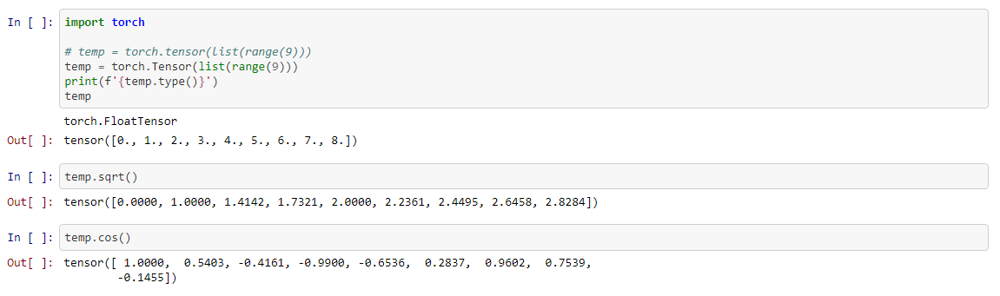 In [ ]: import torch
# temp = torch.tensor(list(range(9)))
temp = torch.Tensor(list(range(9)))
print(f'{temp.type()}')
temp
torch.FloatTensor
Out[ ]: tensor([0., 1., 2., 3., 4., 5., 6., 7., 8.])
In [ ]: temp.sqrt()
Out[ ]: tensor([0.0000, 1.0000, 1.4142, 1.7321, 2.0000, 2.2361, 2.4495, 2.6458, 2.8284])
In [ ]: temp.cos()
Out[ ]: tensor([ 1.0000,  0.5403, -0.4161, -0.9900, -0.6536,  0.2837,  0.9602,  0.7539,
-0.1455])